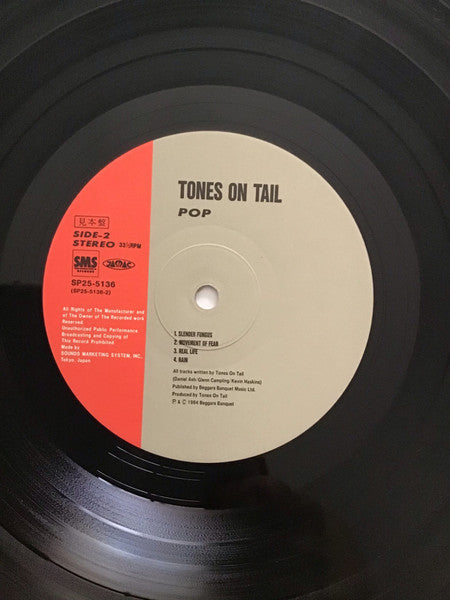 TONES ON TAIL
POP
見本盤
SIDE-2
STEREO 33⅓RPM
SMS
RECORDS
JASRAC
SP25-5136
(SP25-5136-2)
All Rights of The Manufacturer and
of The Owner of The Recorded work
Reserved
Unauthorized Public Performance
Broadcasting and Copying of
This Record Prohibited
Made by
SOUNDS MARKETING SYSTEM, INC.
Tokyo, Japan
1. SLENDER FUNGUS
2. MOVEMENT OF FEAR
3. REAL LIFE
4. RAIN
All tracks written by Tones On Tail
(Daniel Ash/Glenn Campling/Kevin Haskins)
Published by Beggars Banquet Music Ltd.
Produced by Tones On Tail
℗ & © 1984 Beggars Banquet